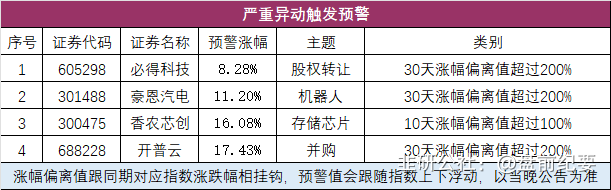 严重异动触发预警
序号 证券代码 证券名称 预警涨幅 主题 类别
1 605298 必得科技 8.28% 股权转让 30天涨幅偏离值超过200%
2 301488 豪恩汽电 11.20% 机器人 30天涨幅偏离值超过200%
3 300475 香农芯创 16.08% 存储芯片 10天涨幅偏离值超过100%
4 688228 开普云 17.43% 并购 30天涨幅偏离值超过200%
涨幅偏离值跟同期对应指数涨跌幅相挂钩，预警值会跟随指数上下浮动，以当晚公告为准
@盘前纪要